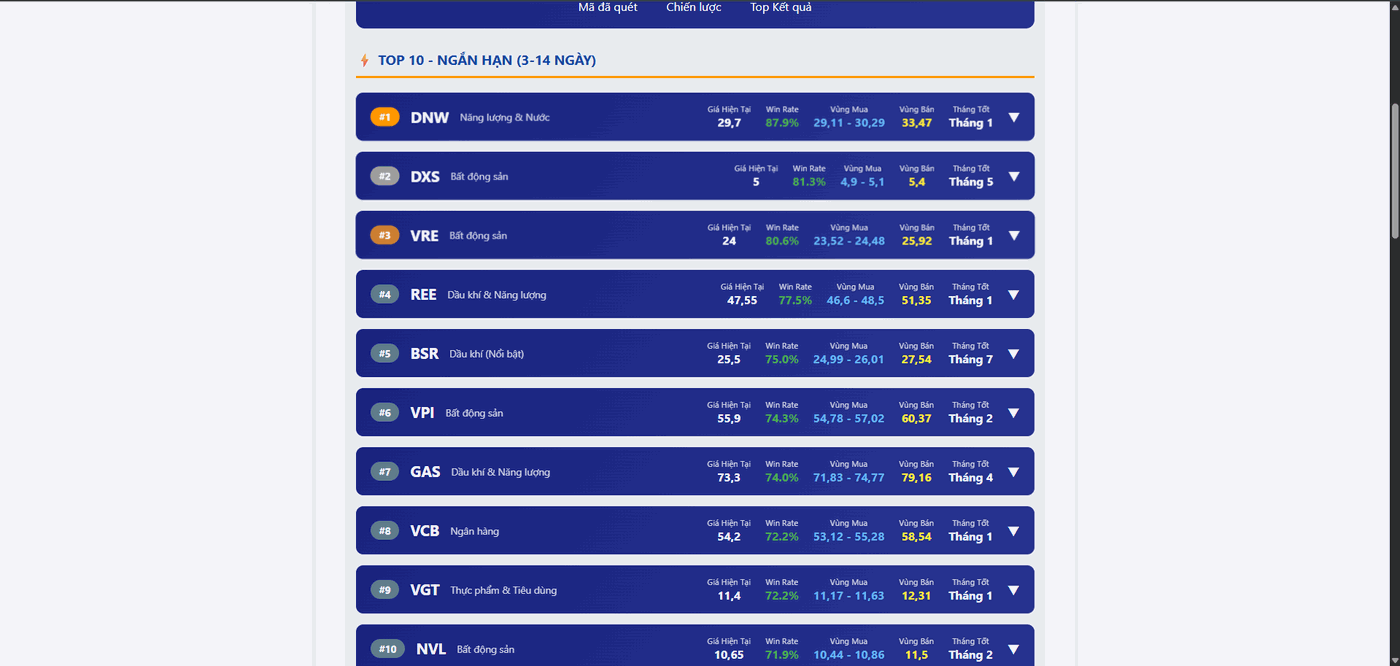 Mã đã quét Chiến lược Top Kết quả
TOP 10 - NGẮN HẠN (3-14 NGÀY)
Giá Hiện Tại Win Rate Vùng Mua Vùng Bán Tháng Tốt
#1 DNW Năng lượng & Nước 29,7 87.9% 29,11 - 30,29 33,47 Tháng 1 ▼
Giá Hiện Tại Win Rate Vùng Mua Vùng Bán Tháng Tốt
#2 DXS Bất động sản 5 81.3% 4,9 - 5,1 5,4 Tháng 5 ▼
Giá Hiện Tại Win Rate Vùng Mua Vùng Bán Tháng Tốt
#3 VRE Bất động sản 24 80.6% 23,52 - 24,48 25,92 Tháng 1 ▼
Giá Hiện Tại Win Rate Vùng Mua Vùng Bán Tháng Tốt
#4 REE Dầu khí & Năng lượng 47,55 77.5% 46,6 - 48,5 51,35 Tháng 1 ▼
Giá Hiện Tại Win Rate Vùng Mua Vùng Bán Tháng Tốt
#5 BSR Dầu khí (Nổi bật) 25,5 75.0% 24,99 - 26,01 27,54 Tháng 7 ▼
Giá Hiện Tại Win Rate Vùng Mua Vùng Bán Tháng Tốt
#6 VPI Bất động sản 55,9 74.3% 54,78 - 57,02 60,37 Tháng 2 ▼
Giá Hiện Tại Win Rate Vùng Mua Vùng Bán Tháng Tốt
#7 GAS Dầu khí & Năng lượng 73,3 74.0% 71,83 - 74,77 79,16 Tháng 4 ▼
Giá Hiện Tại Win Rate Vùng Mua Vùng Bán Tháng Tốt
#8 VCB Ngân hàng 54,2 72.2% 53,12 - 55,28 58,54 Tháng 1 ▼
Giá Hiện Tại Win Rate Vùng Mua Vùng Bán Tháng Tốt
#9 VGT Thực phẩm & Tiêu dùng 11,4 72.2% 11,17 - 11,63 12,31 Tháng 1 ▼
Giá Hiện Tại Win Rate Vùng Mua Vùng Bán Tháng Tốt
#10 NVL Bất động sản 10,65 71.9% 10,44 - 10,86 11,5 Tháng 2 ▼